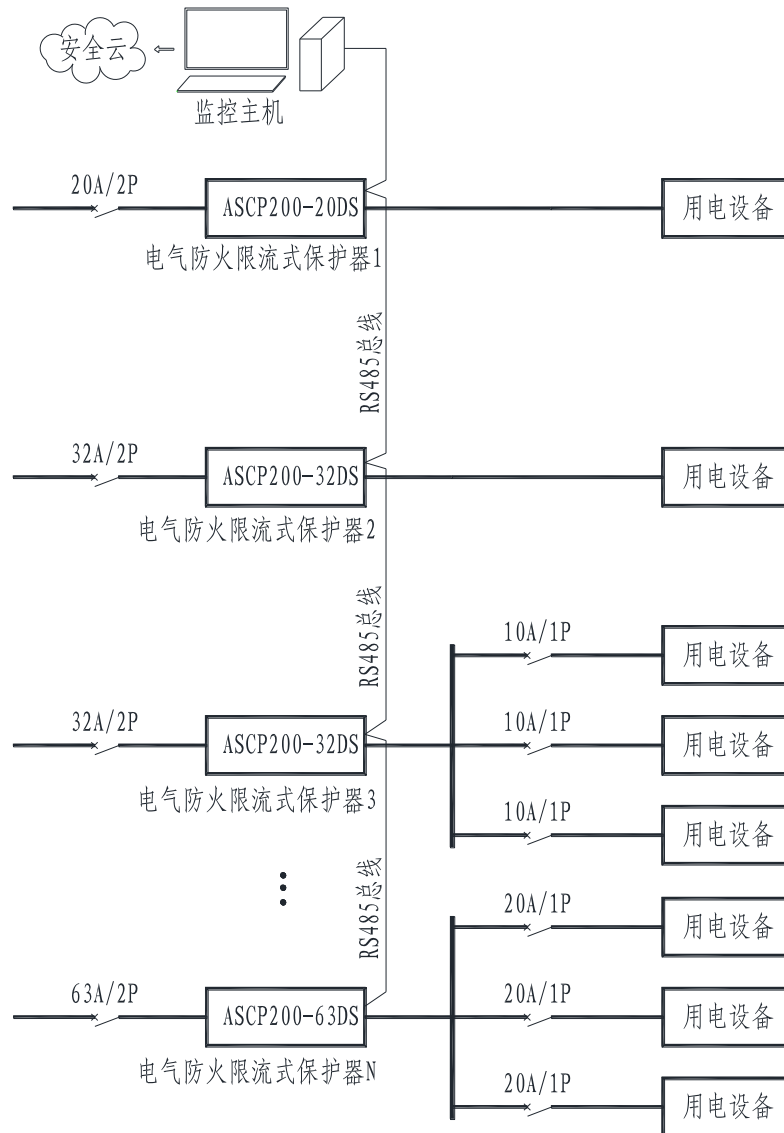 安全云
监控主机
20A/2P
ASCP200-20DS
用电设备
电气防火限流式保护器1
RS485总线
32A/2P
ASCP200-32DS
用电设备
电气防火限流式保护器2
RS485总线
10A/1P
用电设备
32A/2P
ASCP200-32DS
10A/1P
用电设备
电气防火限流式保护器3
10A/1P
用电设备
RS485总线
20A/1P
用电设备
63A/2P
ASCP200-63DS
20A/1P
用电设备
电气防火限流式保护器N
20A/1P
用电设备